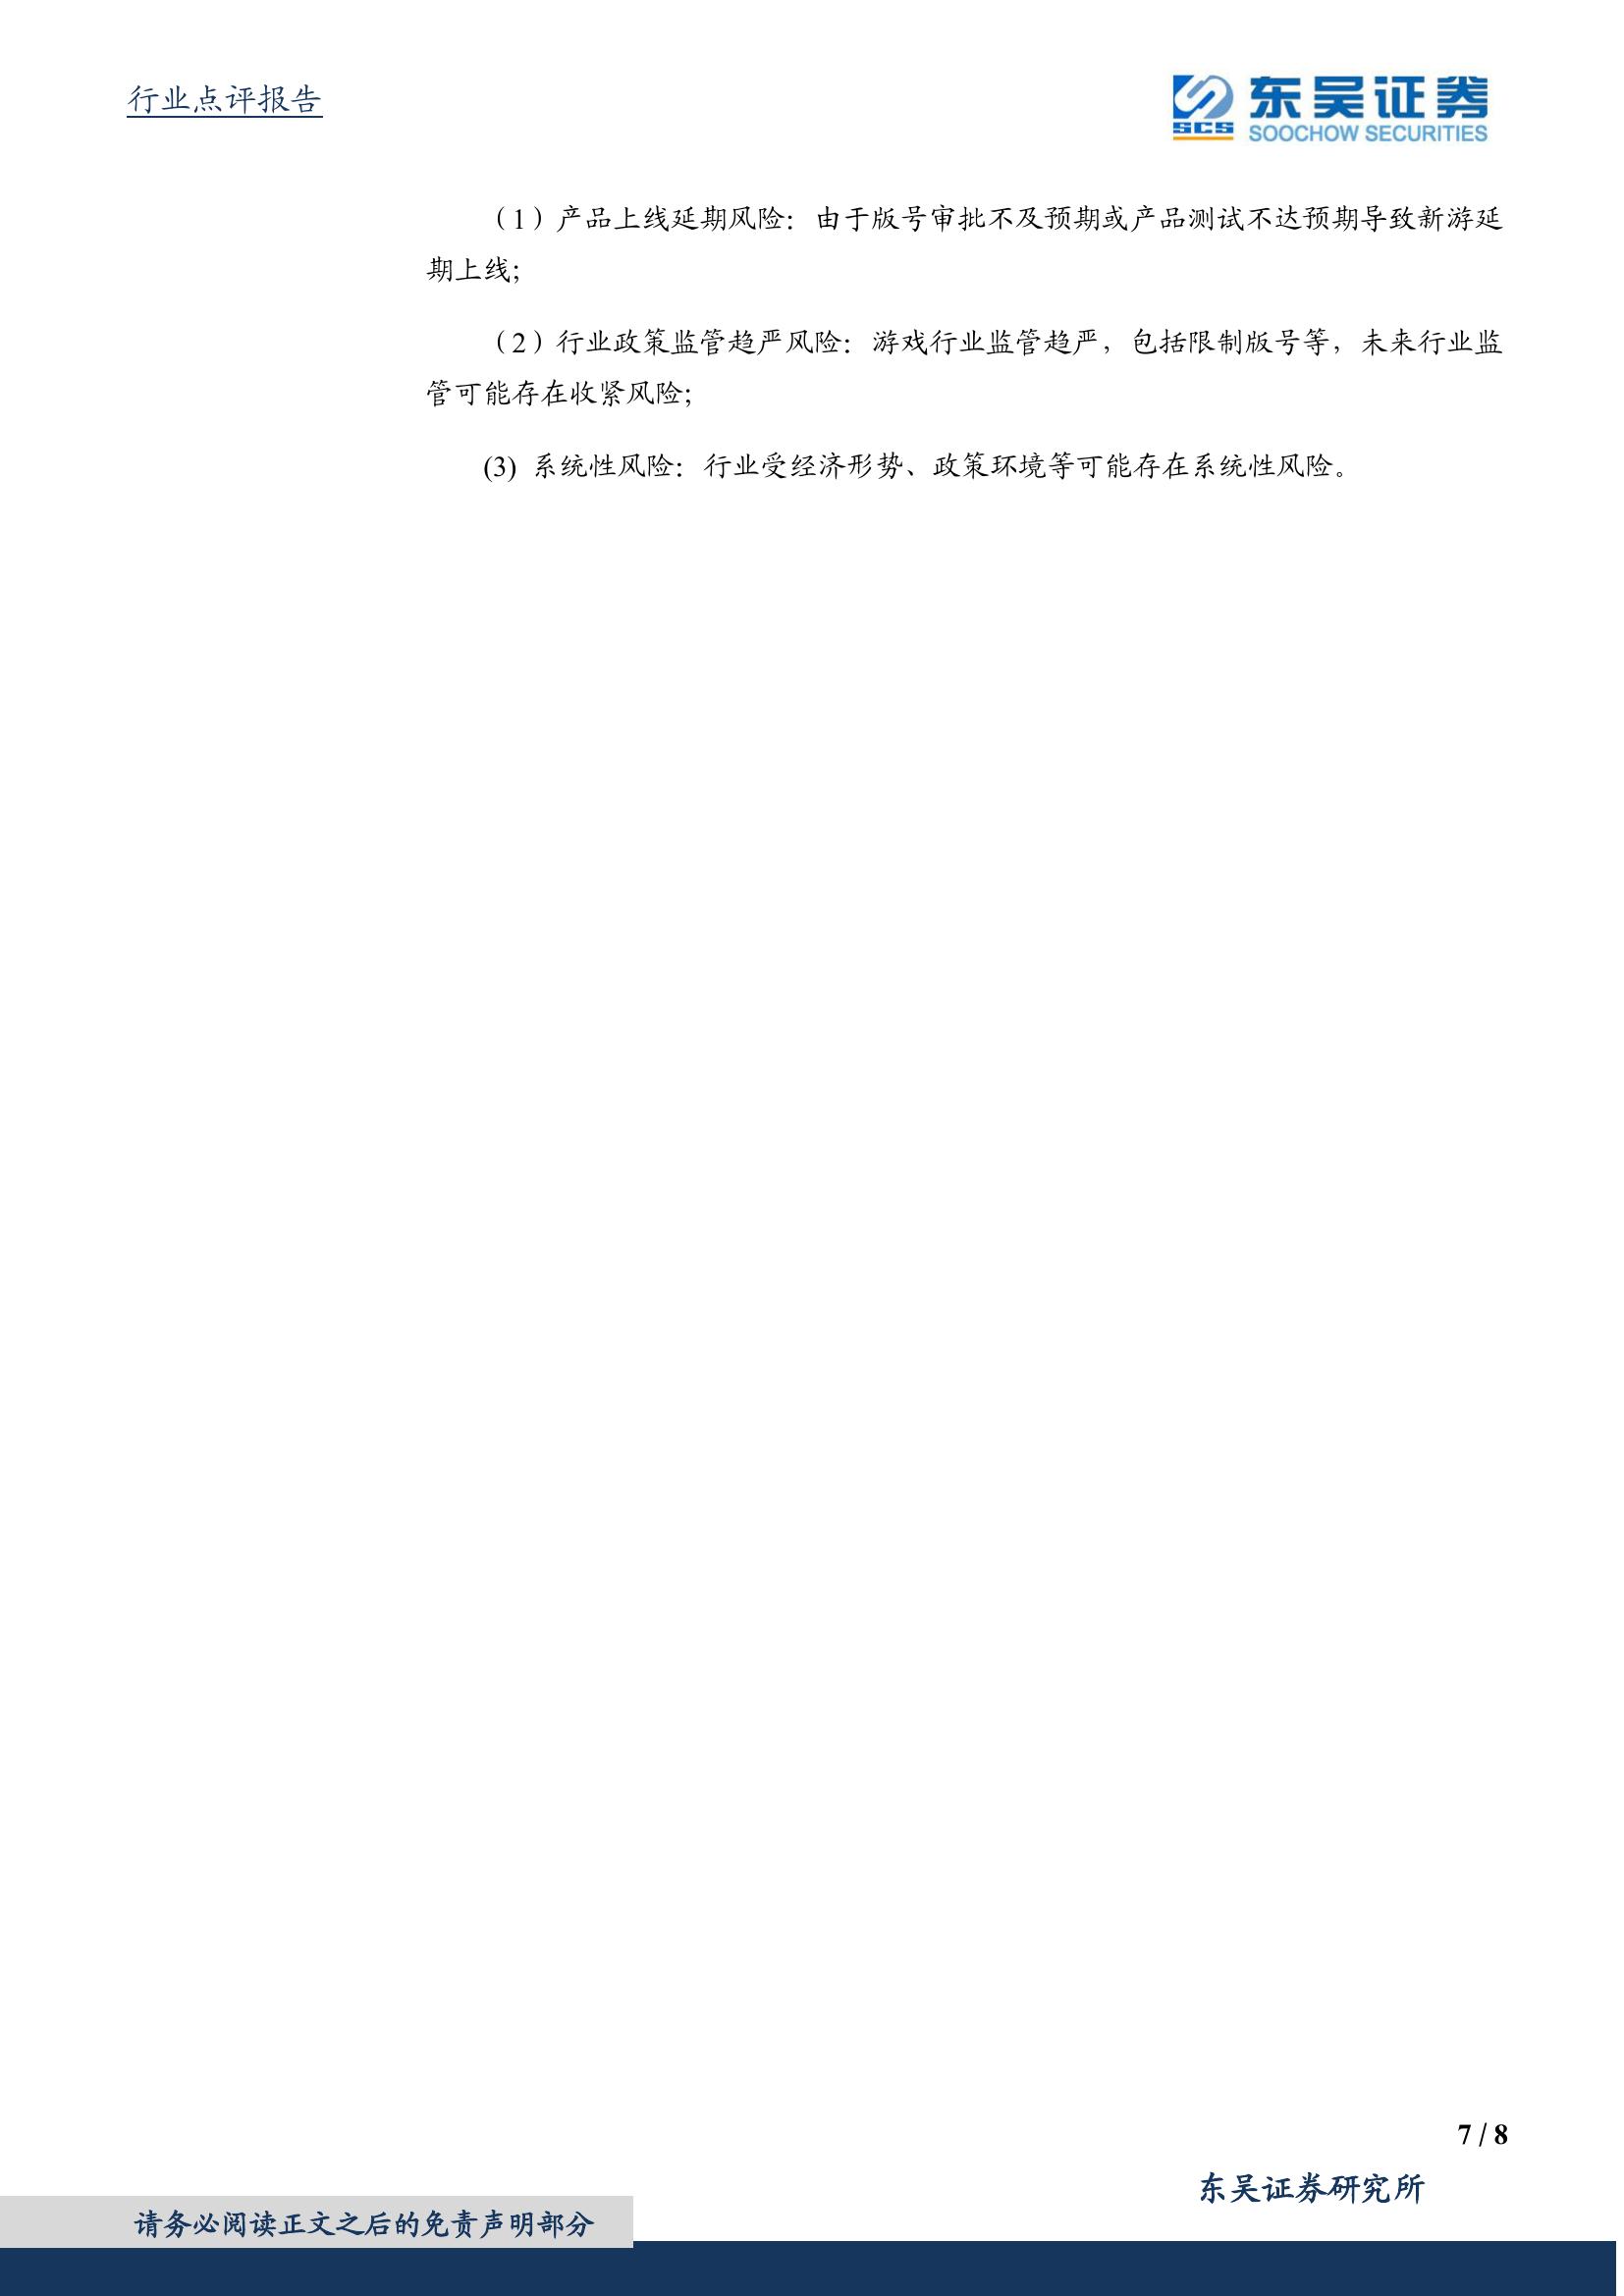 行业点评报告
SCS
东吴证券
SOOCHOW SECURITIES
（1）产品上线延期风险：由于版号审批不及预期或产品测试不达预期导致新游延
期上线；
（2）行业政策监管趋严风险：游戏行业监管趋严，包括限制版号等，未来行业监
管可能存在收紧风险；
(3) 系统性风险：行业受经济形势、政策环境等可能存在系统性风险。
7 / 8
东吴证券研究所
请务必阅读正文之后的免责声明部分